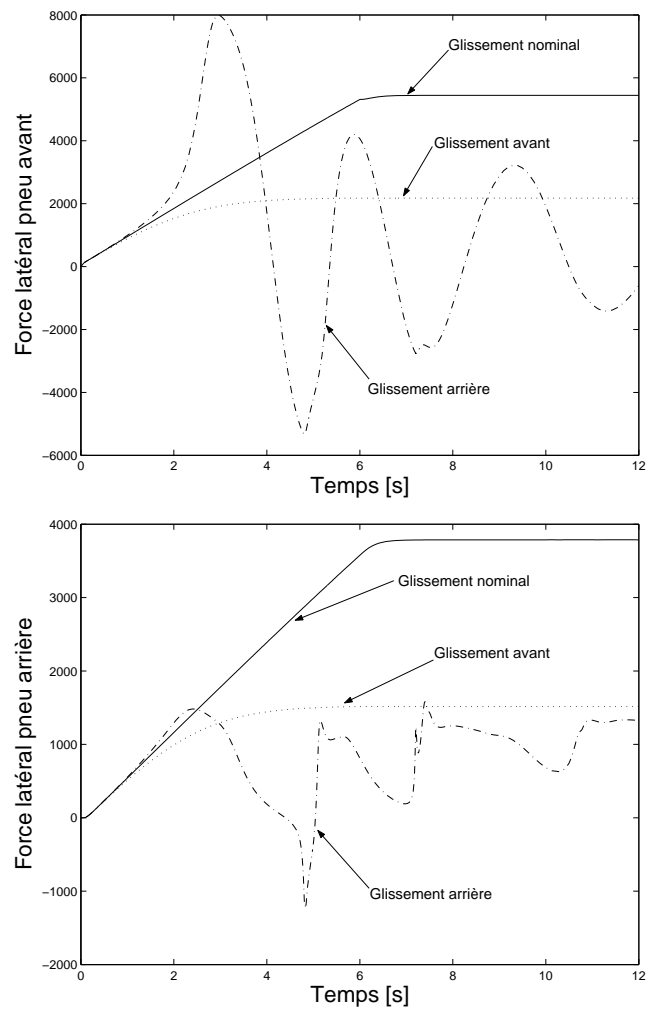 8000
Glissement nominal
6000
4000
Glissement avant
2000
0
−2000
−4000
Glissement arrière
−6000
0 2 4 6 8 10 12
Force latéral pneu avant
Temps [s]
4000
Glissement nominal
3000
Glissement avant
2000
1000
0
−1000
Glissement arrière
−2000
0 2 4 6 8 10 12
Force latéral pneu arrière
Temps [s]